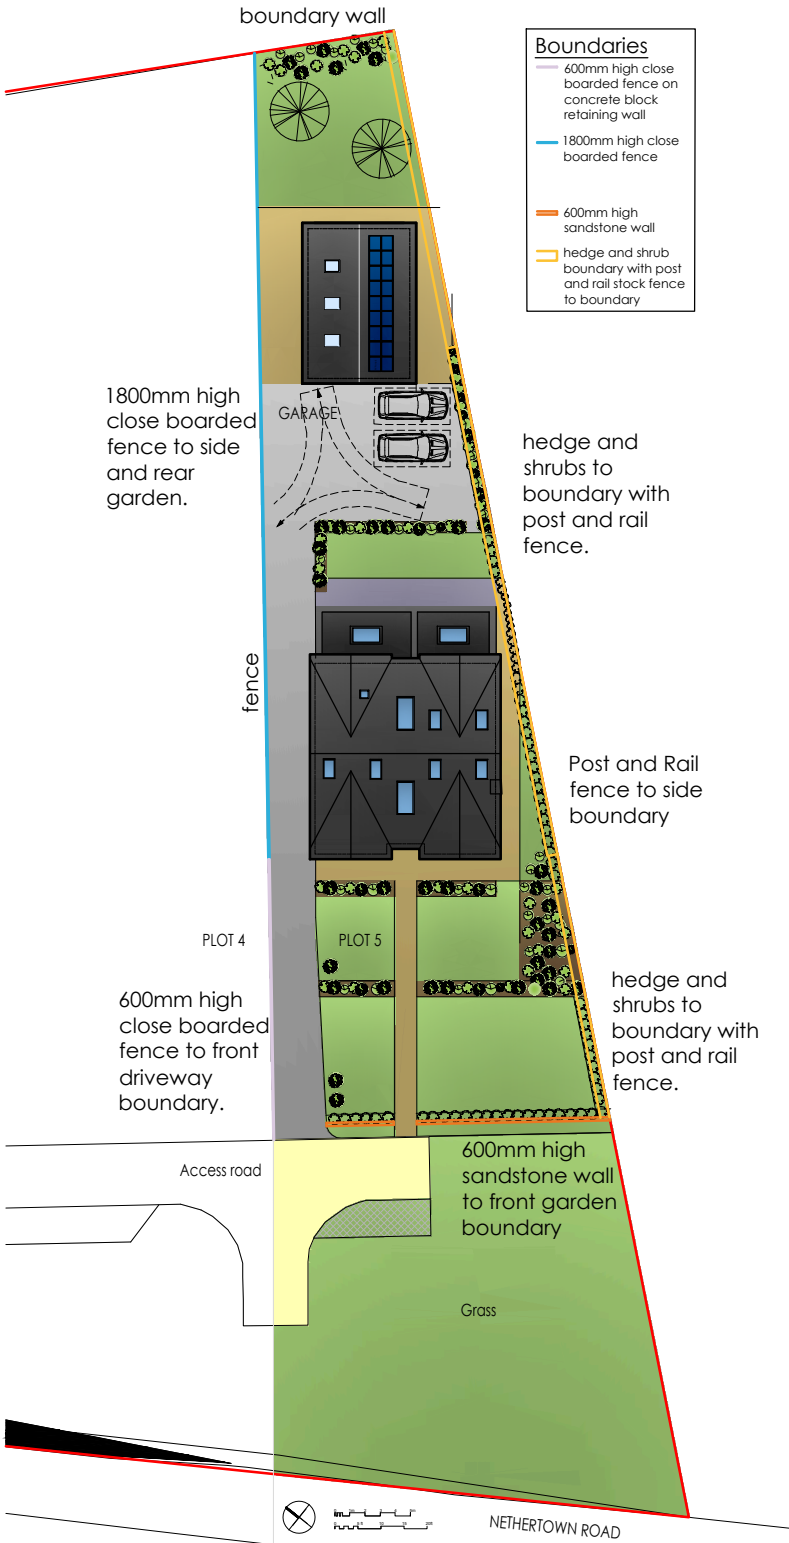 boundary wall
Boundaries
600mm high close
boarded fence on
concrete block
retaining wall
1800mm high close
boarded fence
600mm high
sandstone wall
hedge and shrub
boundary with post
and rail stock fence
to boundary
1800mm high
close boarded
fence to side
and rear
garden.
GARAGE
hedge and
shrubs to
boundary with
post and rail
fence.
fence
Post and Rail
fence to side
boundary
PLOT 4
PLOT 5
600mm high
close boarded
fence to front
driveway
boundary.
hedge and
shrubs to
boundary with
post and rail
fence.
Access road
600mm high
sandstone wall
to front garden
boundary
Grass
NETHERTOWN ROAD